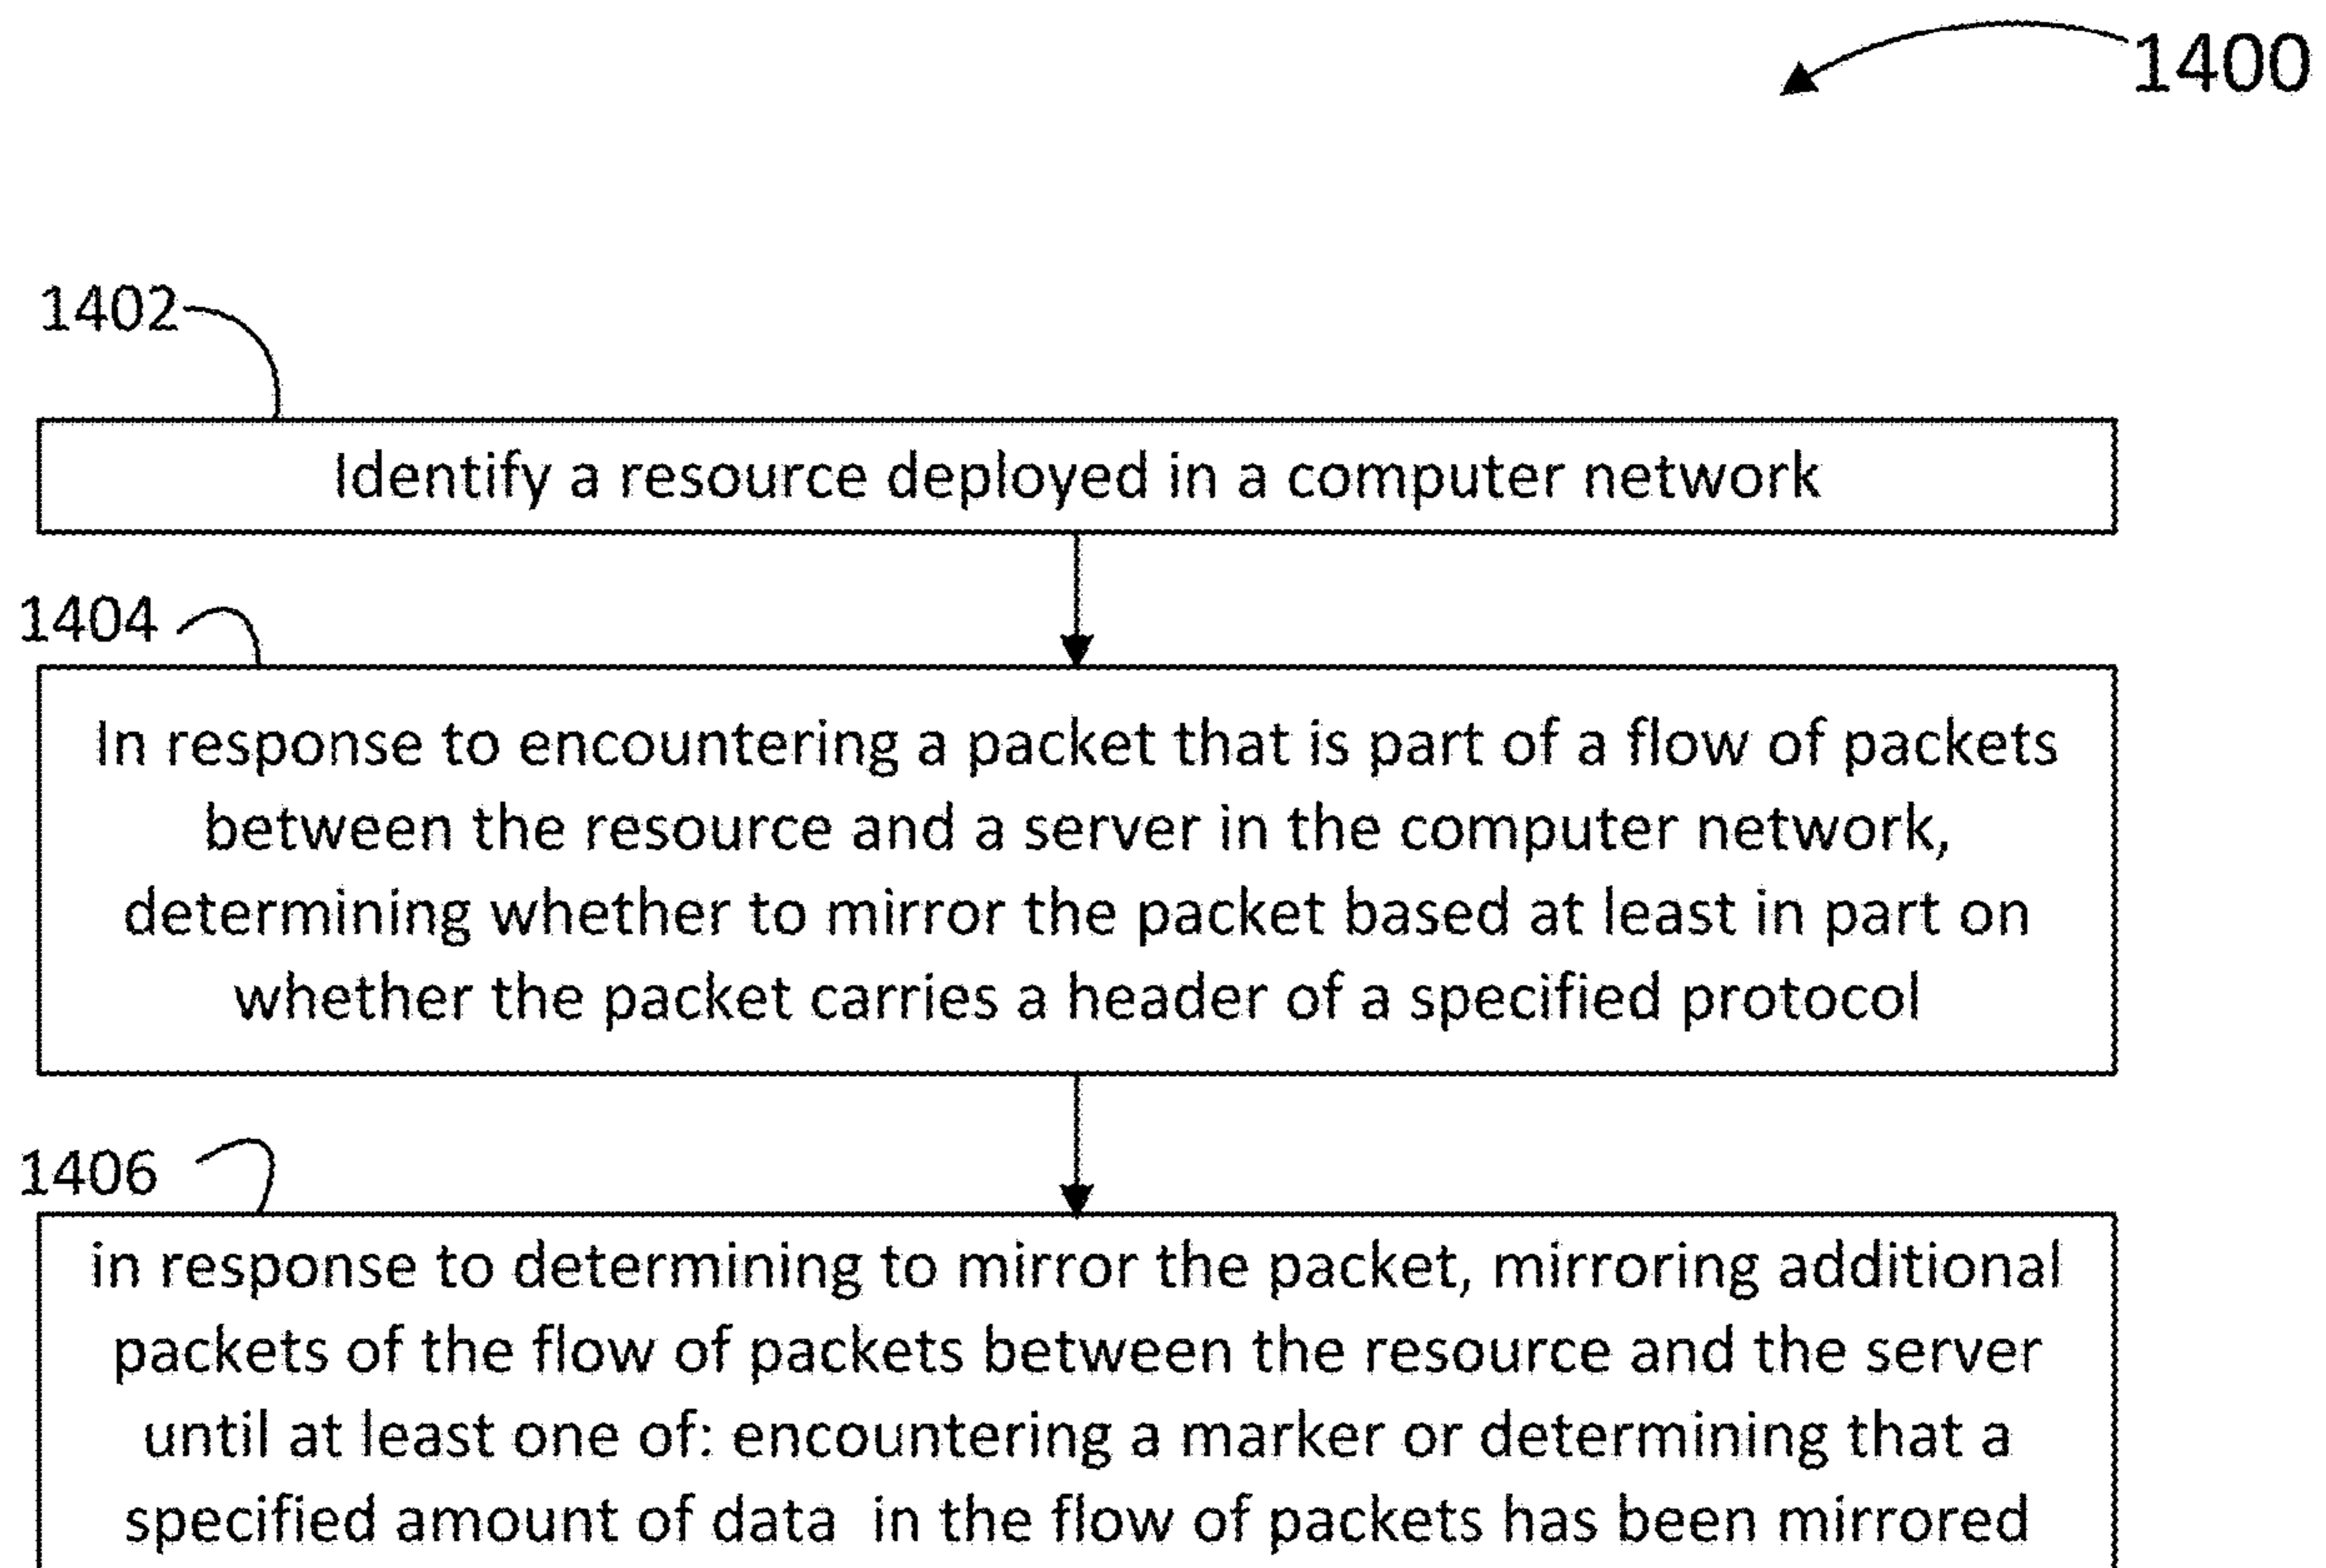 1400
1402
Identify a resource deployed in a computer network
1404
In response to encountering a packet that is part of a flow of packets
between the resource and a server in the computer network,
determining whether to mirror the packet based at least in part on
whether the packet carries a header of a specified protocol
1406
in response to determining to mirror the packet, mirroring additional
packets of the flow of packets between the resource and the server
until at least one of: encountering a marker or determining that a
specified amount of data in the flow of packets has been mirrored